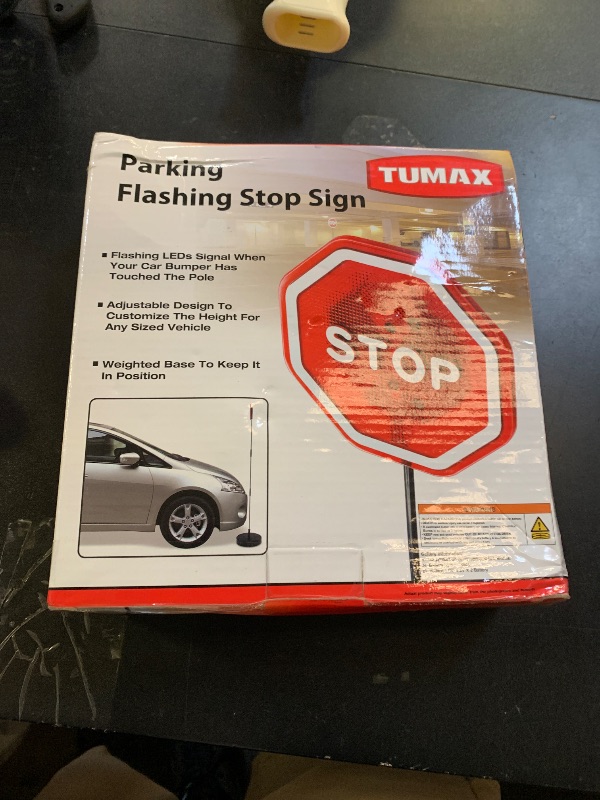 Parking
Flashing Stop Sign
TUMAX
▪ Flashing LEDs Signal When
Your Car Bumper Has
Touched The Pole
▪ Adjustable Design To
Customize The Height For
Any Sized Vehicle
▪ Weighted Base To Keep It
In Position
STOP